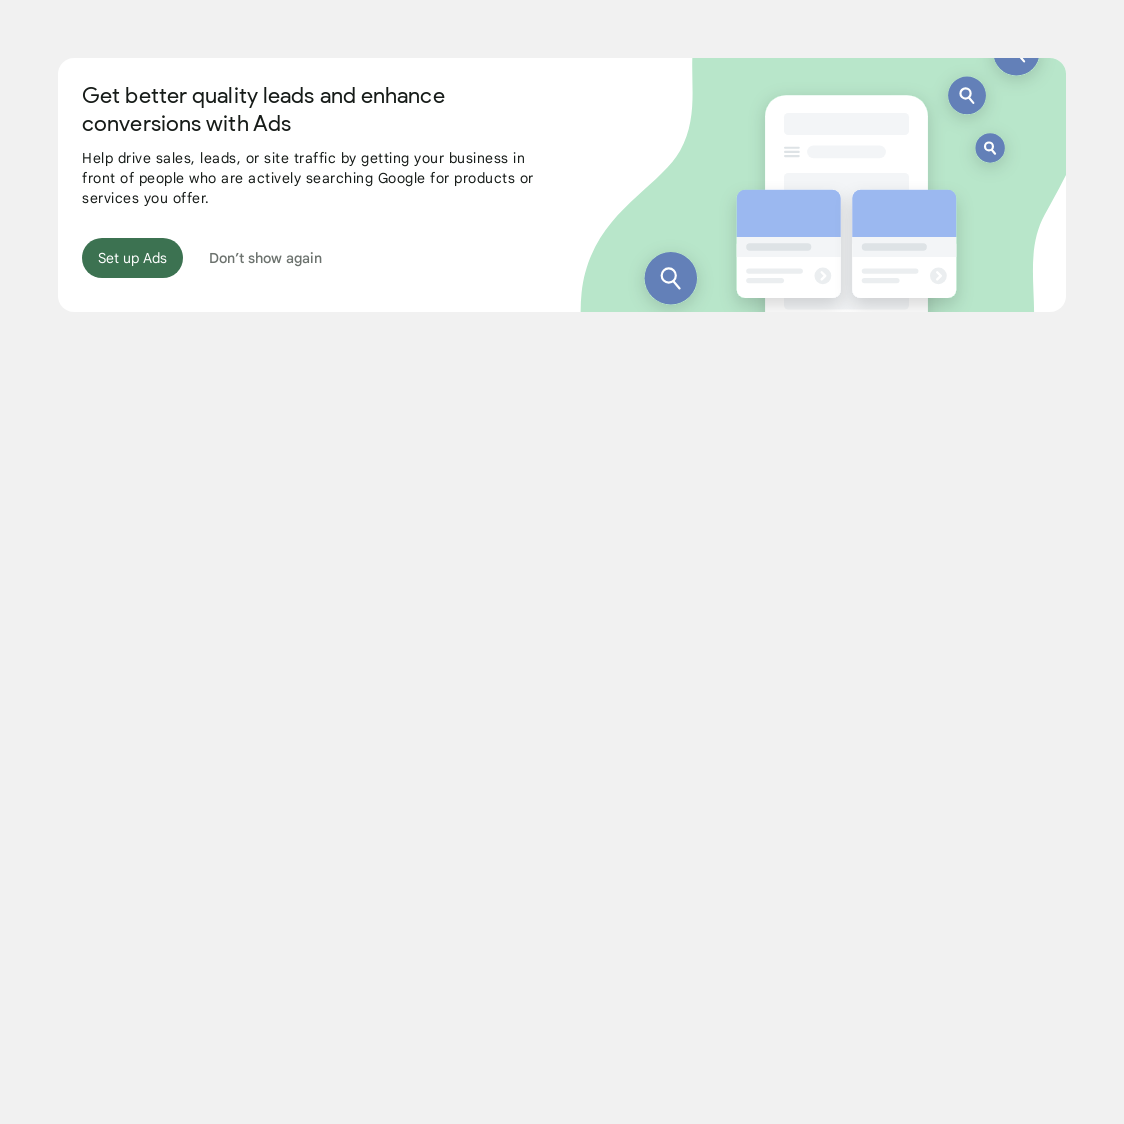 Get better quality leads and enhance
conversions with Ads
Help drive sales, leads, or site traffic by getting your business in
front of people who are actively searching Google for products or
services you offer.
Set up Ads
Don’t show again